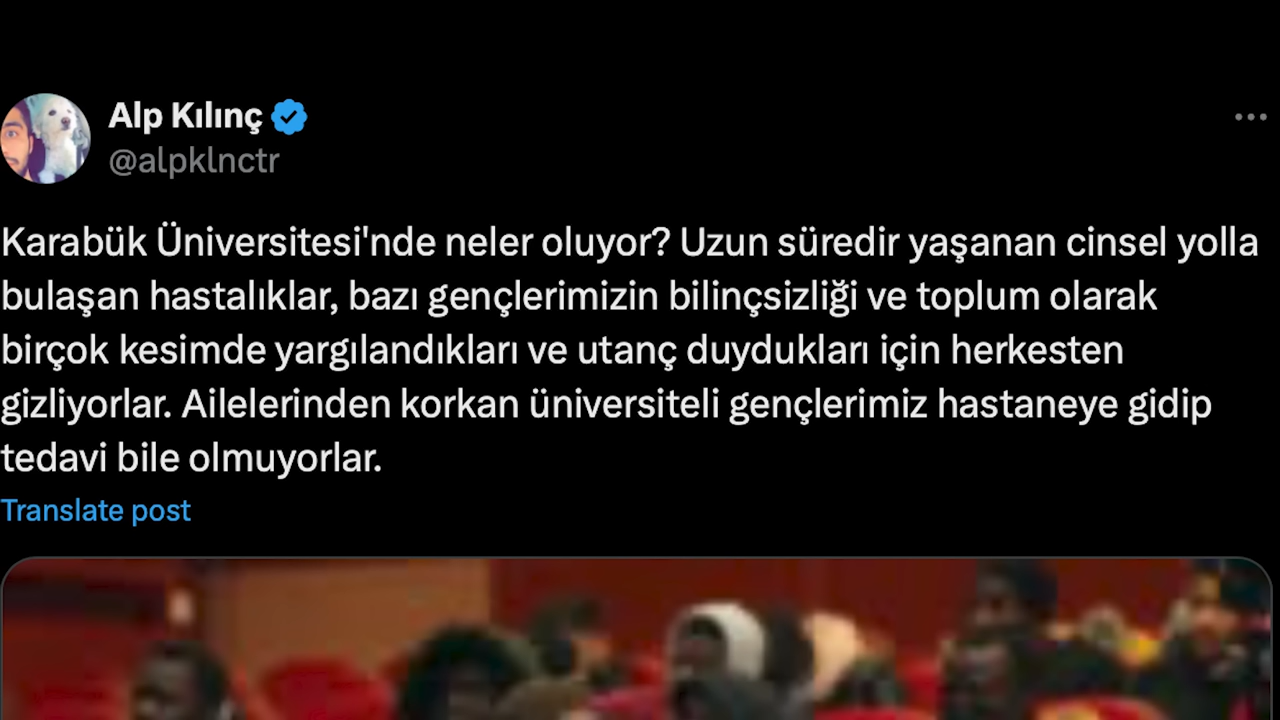 Alp Kılınç
@alpklnctr
Karabük Üniversitesi'nde neler oluyor? Uzun süredir yaşanan cinsel yolla
bulaşan hastalıklar, bazı gençlerimizin bilinçsizliği ve toplum olarak
birçok kesimde yargılandıkları ve utanç duydukları için herkesten
gizliyorlar. Ailelerinden korkan üniversiteli gençlerimiz hastaneye gidip
tedavi bile olmuyorlar.
Translate post